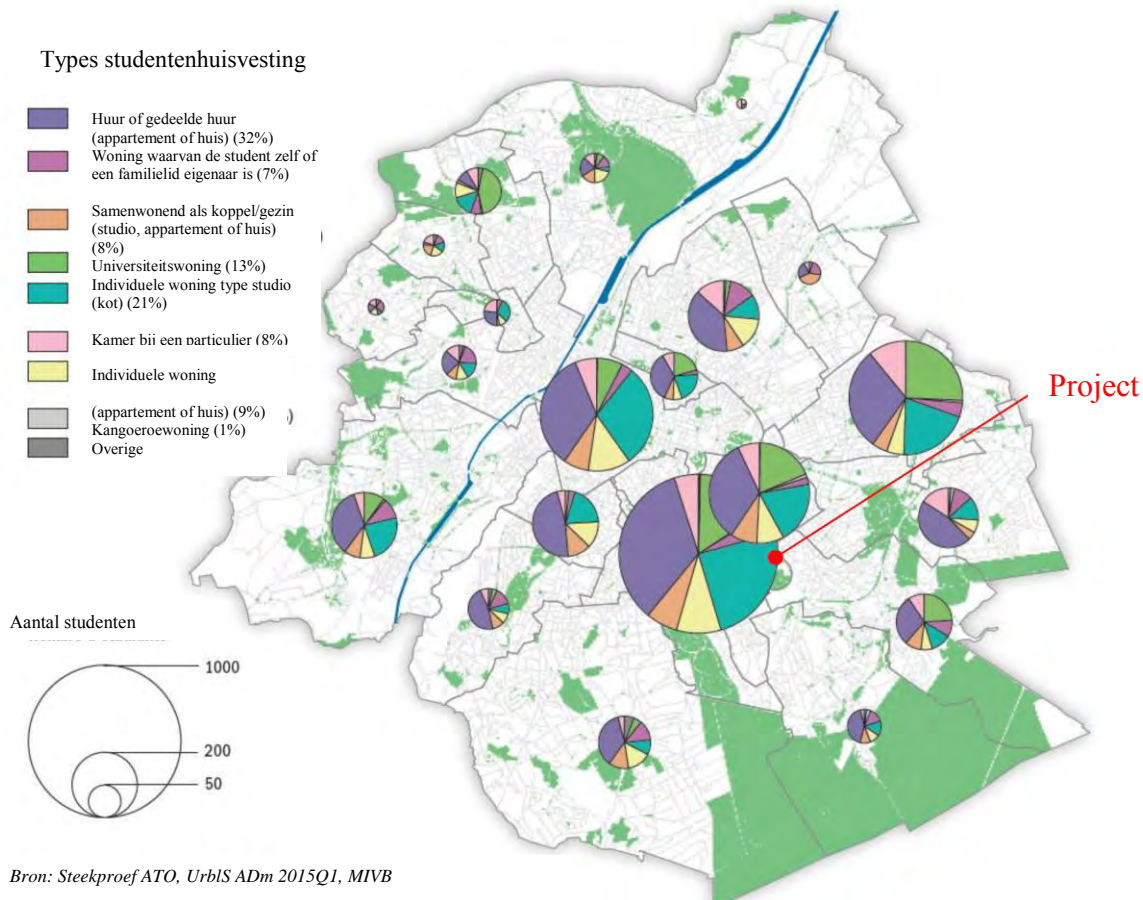 Types studentenhuisvesting
Huur of gedeelde huur
(appartement of huis) (32%)
Woning waarvan de student zelf of
een familielid eigenaar is (7%)
Samenwonend als koppel/gezin
(studio, appartement of huis)
(8%)
Universiteitswoning (13%)
Individuele woning type studio
(kot) (21%)
Kamer bij een particulier (8%)
Individuele woning
(appartement of huis) (9%)
Kangoeroewoning (1%)
Overige
Project
Aantal studenten
1000
200
50
Bron: Steekproef ATO, UrbIS ADm 2015Q1, MIVB